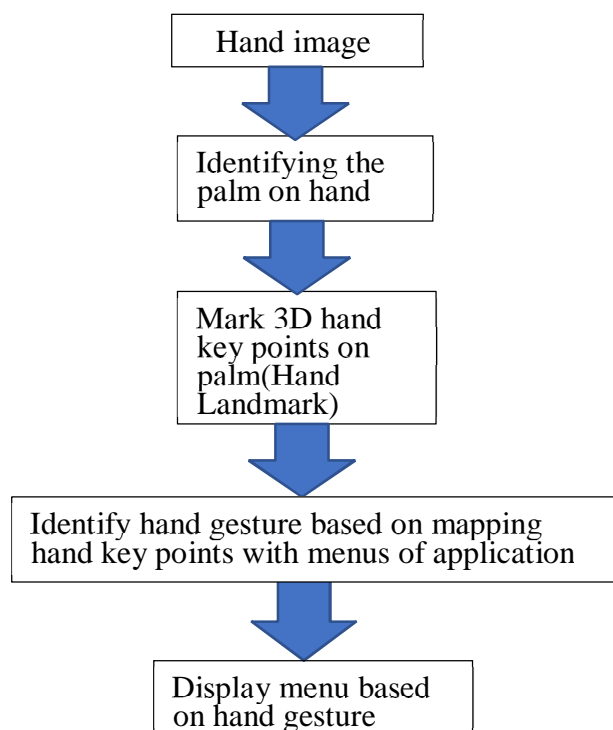 Hand image
Identifying the
palm on hand
Mark 3D hand
key points on
palm(Hand
Landmark)
Identify hand gesture based on mapping
hand key points with menus of application
Display menu based
on hand gesture